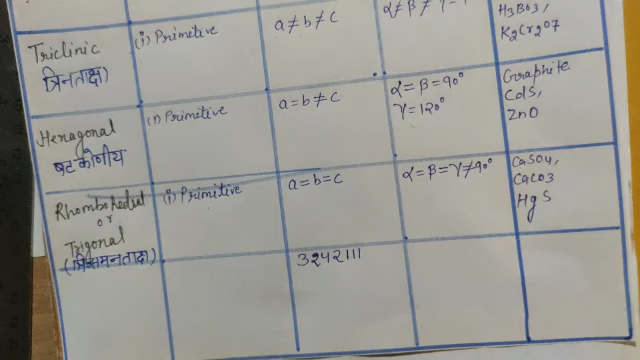 Triclinic (i) Primitive a≠b≠c α≠β≠γ H3BO3,
त्रिनताक्ष) K2Cr2O7
Hexagonal (i) Primitive a=b≠c α=β=90° Graphite
षट कोणीय γ=120° CdS,
ZnO
Rhombohedral (i) Primitive a=b=c α=β=γ≠90° CaSO4,
or CaCO3
Trigonal HgS
3242111